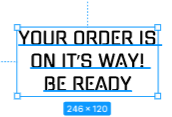 YOUR ORDER IS
ON IT'S WAY!
BE READY
246 × 120